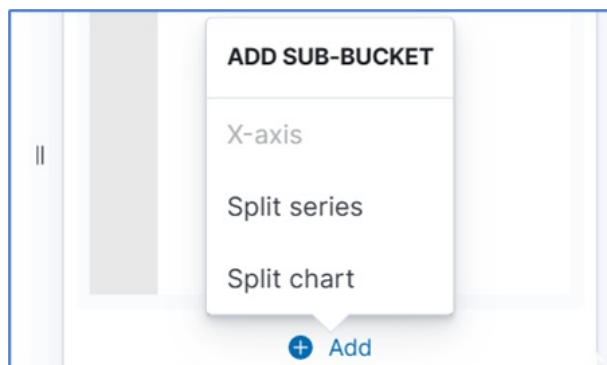 ADD SUB-BUCKET
X-axis
Split series
Split chart
Add